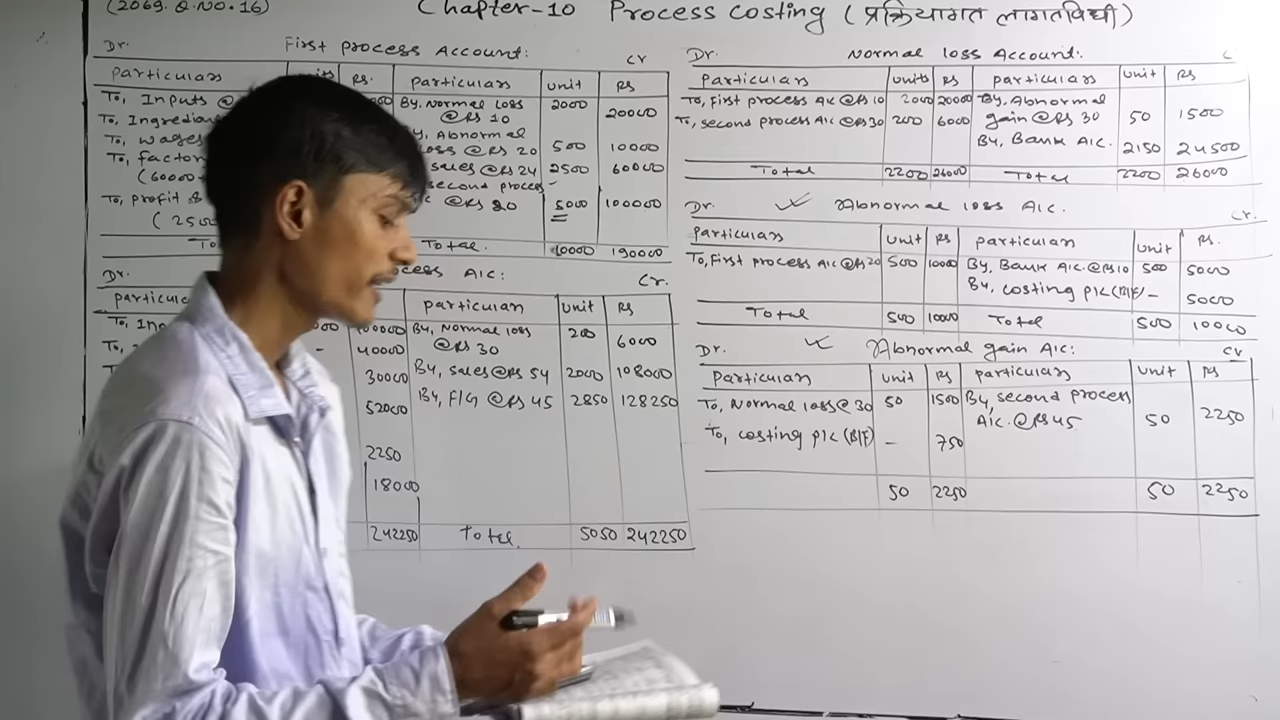 (2069. Q.NO.16) Chapter-10 Process Costing (प्रक्रियागत लागतविधी)
Dr. First process Account: Cr
Particulars Rs. Particulars Unit Rs
To, Inputs @ By, Normal Loss 2000 20000
To, @Rs 10
To, wages Abnormal
@Rs 20 500 10000
To, factor sales @Rs 24 2500 60000
(60000+ second process
To, profit & @Rs 20 5000 100000
(250
To Total. 10000 190000
Dr. A/C: Cr.
Particulars Unit Rs
100000 By, Normal loss 200 6000
- 40000 @Rs 30
30000 By, sales @Rs 54 2000 108000
52000 By, F/G @Rs 45 2850 128250
2250
18000
242250 Total. 5050 242250
Dr. Normal loss Account:. C
Particulars Units Rs Particulars Unit Rs
To, First process A/C @Rs 10 2000 20000 By, Abnormal
To, second process A/C @Rs 30 200 6000 gain @Rs 30 50 1500
By, Bank A/C. 2150 24500
Total 2200 26000 Total 2200 26000
Dr. Abnormal loss A/C. Cr.
Particulars Unit Rs Particulars Unit Rs.
To, First process A/C @Rs 20 500 10000 By, Bank A/C. @Rs 10 500 5000
By, costing P/L (B/F) - 5000
Total 500 10000 Total 500 10000
Dr. Abnormal gain A/C: Cr
Particulars Unit Rs Particulars Unit Rs
To, Normal loss @ 30 50 1500 By, second process
A/C. @Rs 45 50 2250
To, costing P/L (B/F) - 750
50 2250 50 2250